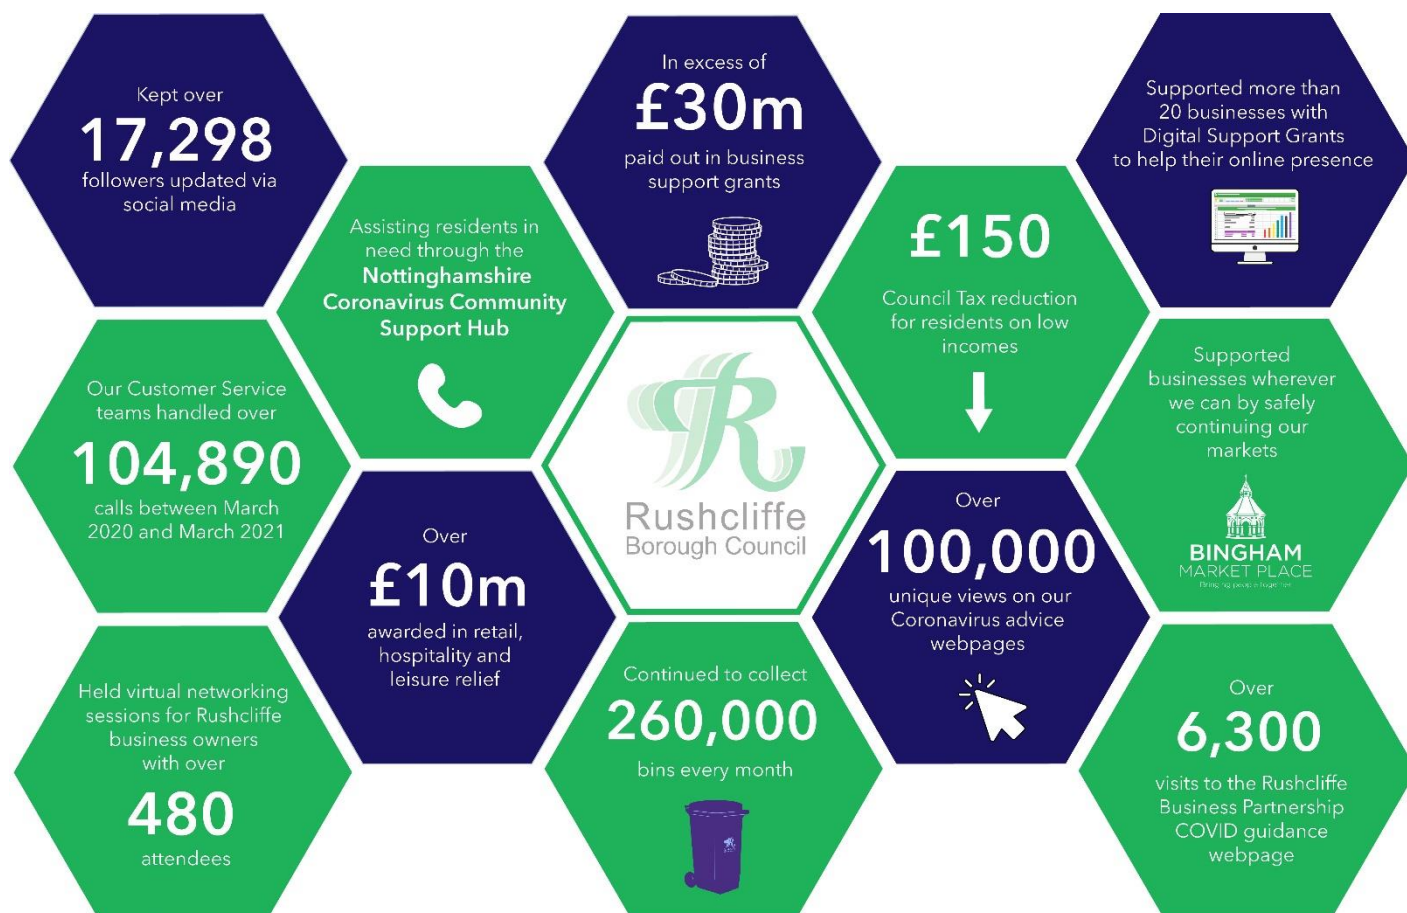 Kept over
17,298
followers updated via
social media
In excess of
£30m
paid out in business
support grants
Supported more than
20 businesses with
Digital Support Grants
to help their online presence
Assisting residents in
need through the
Nottinghamshire
Coronavirus Community
Support Hub
£150
Council Tax reduction
for residents on low
incomes
Our Customer Service
teams handled over
104,890
calls between March
2020 and March 2021
Rushcliffe
Borough Council
Supported
businesses wherever
we can by safely
continuing our
markets
BINGHAM
MARKET PLACE
Bringing people together
Over
£10m
awarded in retail,
hospitality and
leisure relief
Over
100,000
unique views on our
Coronavirus advice
webpages
Held virtual networking
sessions for Rushcliffe
business owners
with over
480
attendees
Continued to collect
260,000
bins every month
Over
6,300
visits to the Rushcliffe
Business Partnership
COVID guidance
webpage